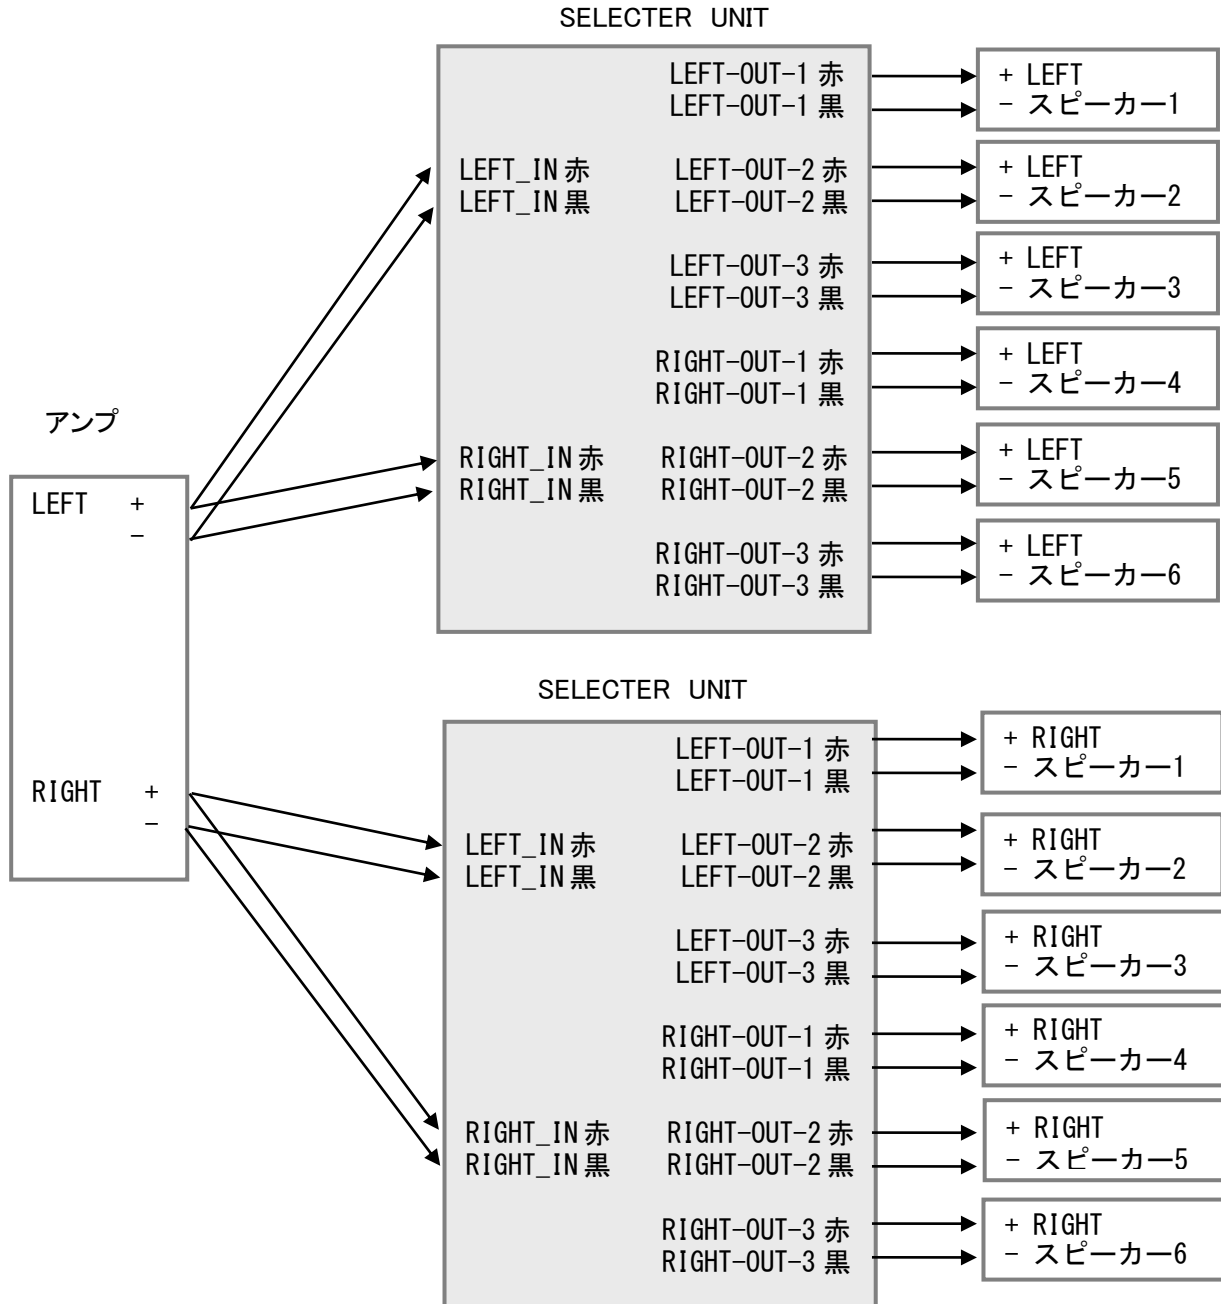 SELECTER UNIT
LEFT-OUT-1 赤
LEFT-OUT-1 黒
+ LEFT
- スピーカー1
LEFT_IN 赤
LEFT_IN 黒
LEFT-OUT-2 赤
LEFT-OUT-2 黒
+ LEFT
- スピーカー2
LEFT-OUT-3 赤
LEFT-OUT-3 黒
+ LEFT
- スピーカー3
RIGHT-OUT-1 赤
RIGHT-OUT-1 黒
+ LEFT
- スピーカー4
アンプ
LEFT +
-
RIGHT_IN 赤
RIGHT_IN 黒
RIGHT-OUT-2 赤
RIGHT-OUT-2 黒
+ LEFT
- スピーカー5
RIGHT-OUT-3 赤
RIGHT-OUT-3 黒
+ LEFT
- スピーカー6
SELECTER UNIT
LEFT-OUT-1 赤
LEFT-OUT-1 黒
+ RIGHT
- スピーカー1
RIGHT +
-
LEFT_IN 赤
LEFT_IN 黒
LEFT-OUT-2 赤
LEFT-OUT-2 黒
+ RIGHT
- スピーカー2
LEFT-OUT-3 赤
LEFT-OUT-3 黒
+ RIGHT
- スピーカー3
RIGHT-OUT-1 赤
RIGHT-OUT-1 黒
+ RIGHT
- スピーカー4
RIGHT_IN 赤
RIGHT_IN 黒
RIGHT-OUT-2 赤
RIGHT-OUT-2 黒
+ RIGHT
- スピーカー5
RIGHT-OUT-3 赤
RIGHT-OUT-3 黒
+ RIGHT
- スピーカー6